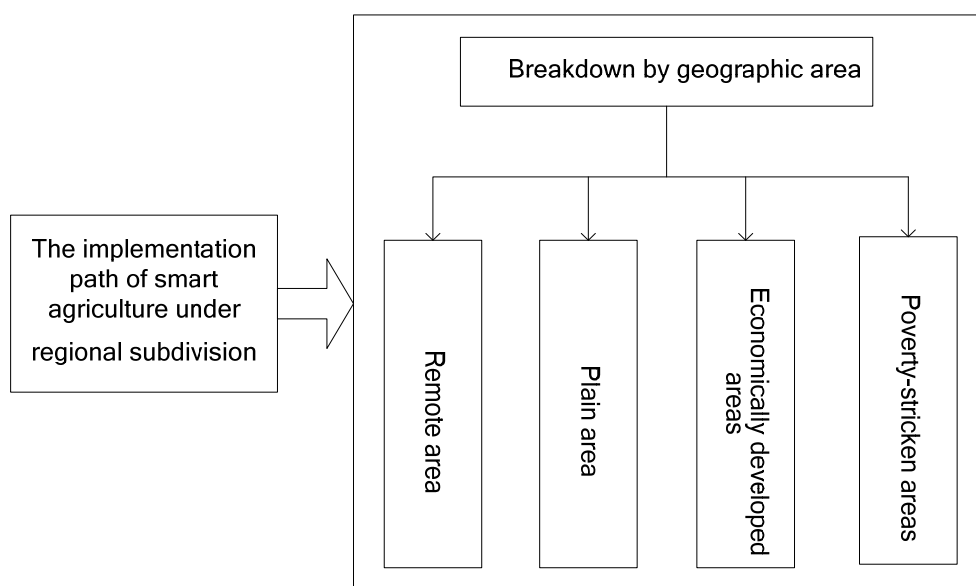 Breakdown by geographic area
The implementation
path of smart
agriculture under
regional subdivision
Remote area
Plain area
Economically developed
areas
Poverty-stricken areas